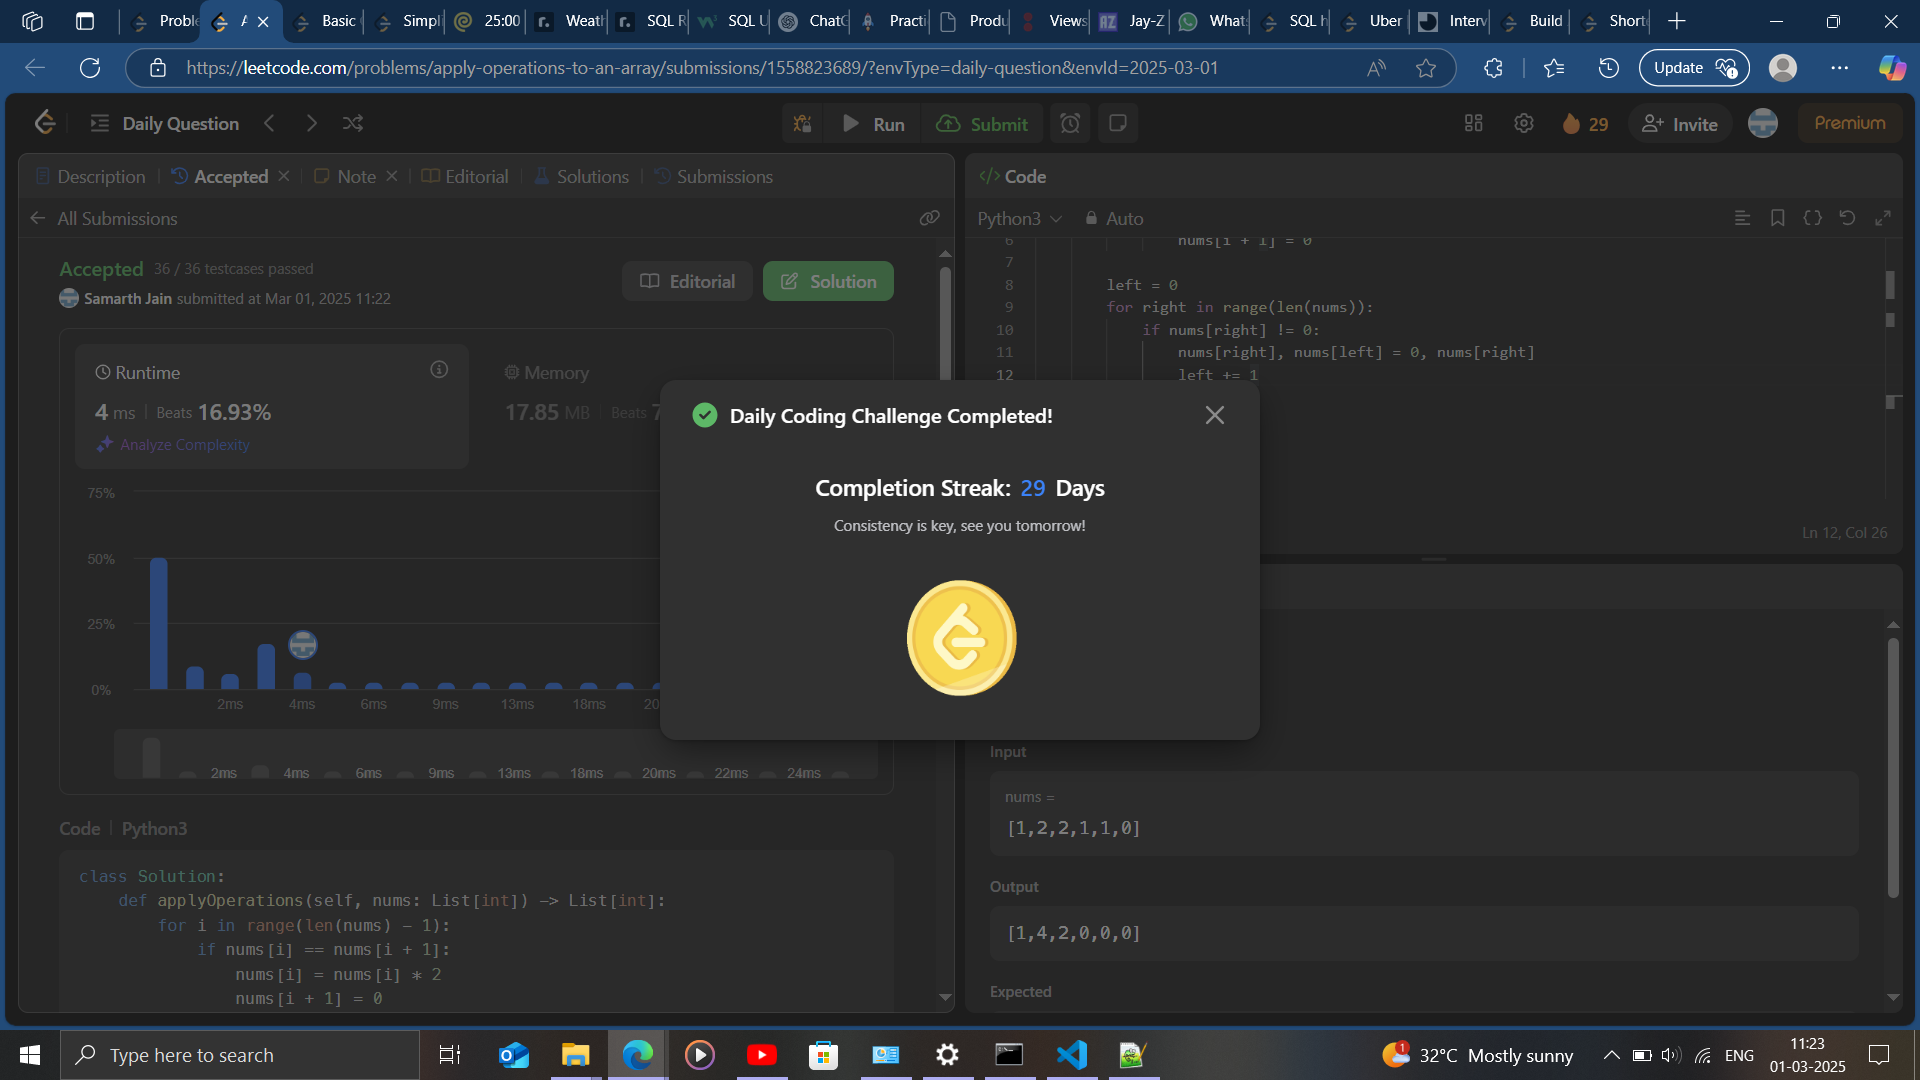 Proble
A
Basic
Simpli
25:00
Weath
SQL R
SQL U
ChatG
Practi
Produ
Views
Jay-Z
What
SQL h
Uber
Interv
Build
Short
https://leetcode.com/problems/apply-operations-to-an-array/submissions/1558823689/?envType=daily-question&envId=2025-03-01
Update
Daily Question
Run
Submit
29
Invite
Premium
Description
Accepted
Note
Editorial
Solutions
Submissions
All Submissions
Accepted 36 / 36 testcases passed
Samarth Jain submitted at Mar 01, 2025 11:22
Editorial
Solution
Runtime
4 ms | Beats 16.93%
Analyze Complexity
Memory
17.85 MB | Beats 7
75%
50%
25%
0%
2ms 4ms 6ms 9ms 13ms 18ms 20
2ms 4ms 6ms 9ms 13ms 18ms 20ms 22ms 24ms
Code | Python3
class Solution:
def applyOperations(self, nums: List[int]) -> List[int]:
for i in range(len(nums) - 1):
if nums[i] == nums[i + 1]:
nums[i] = nums[i] * 2
nums[i + 1] = 0
</> Code
Python3
Auto
6 nums[i + 1] = 0
7
8 left = 0
9 for right in range(len(nums)):
10 if nums[right] != 0:
11 nums[right], nums[left] = 0, nums[right]
12 left += 1
Ln 12, Col 26
Daily Coding Challenge Completed!
Completion Streak: 29 Days
Consistency is key, see you tomorrow!
Input
nums =
[1,2,2,1,1,0]
Output
[1,4,2,0,0,0]
Expected
Type here to search
1
32°C Mostly sunny
ENG
11:23
01-03-2025